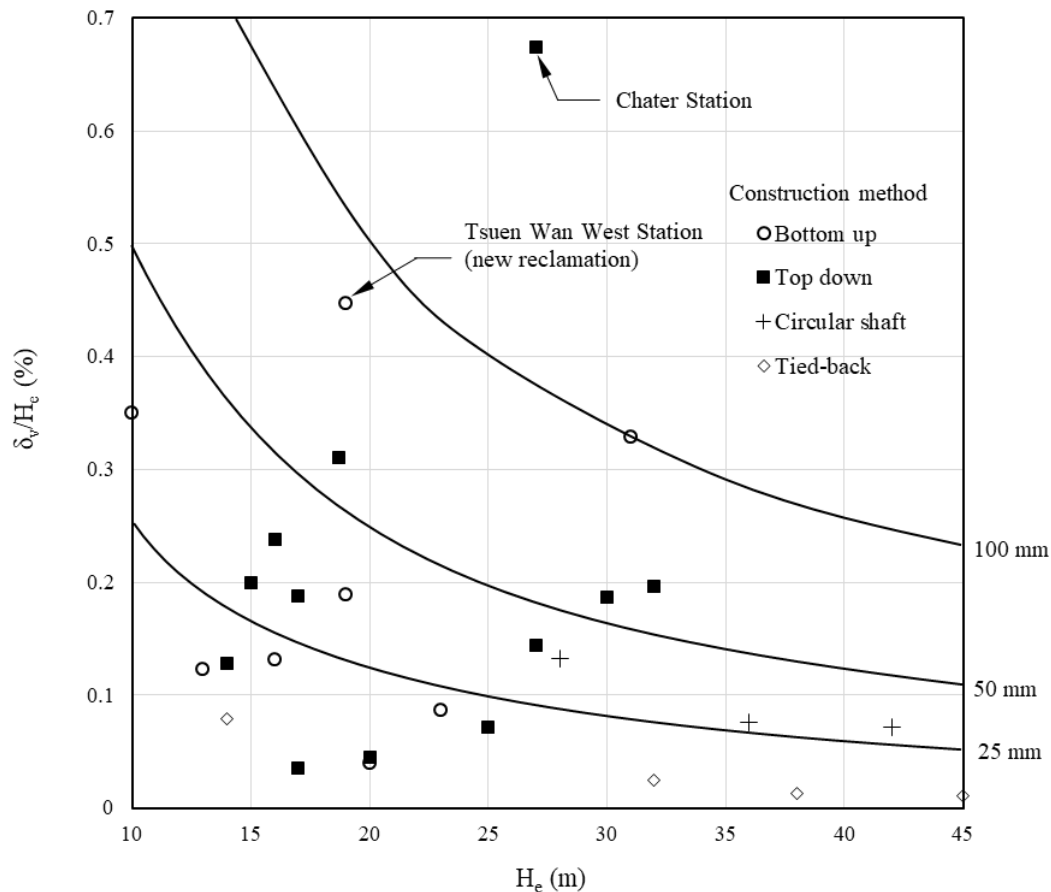 0.7
0.6
0.5
0.4
0.3
0.2
0.1
0
δv/He (%)
Chater Station
Construction method
Bottom up
Top down
Circular shaft
Tied-back
Tsuen Wan West Station
(new reclamation)
100 mm
50 mm
25 mm
10 15 20 25 30 35 40 45
He (m)